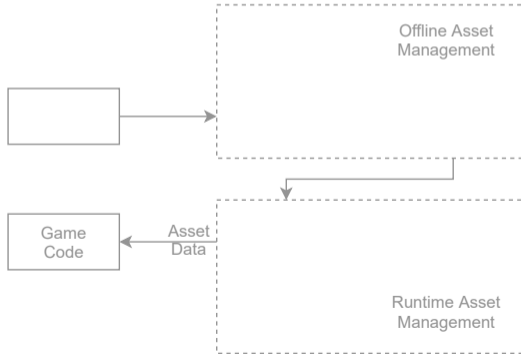 Offline Asset
Management
Game
Code
Asset
Data
Runtime Asset
Management